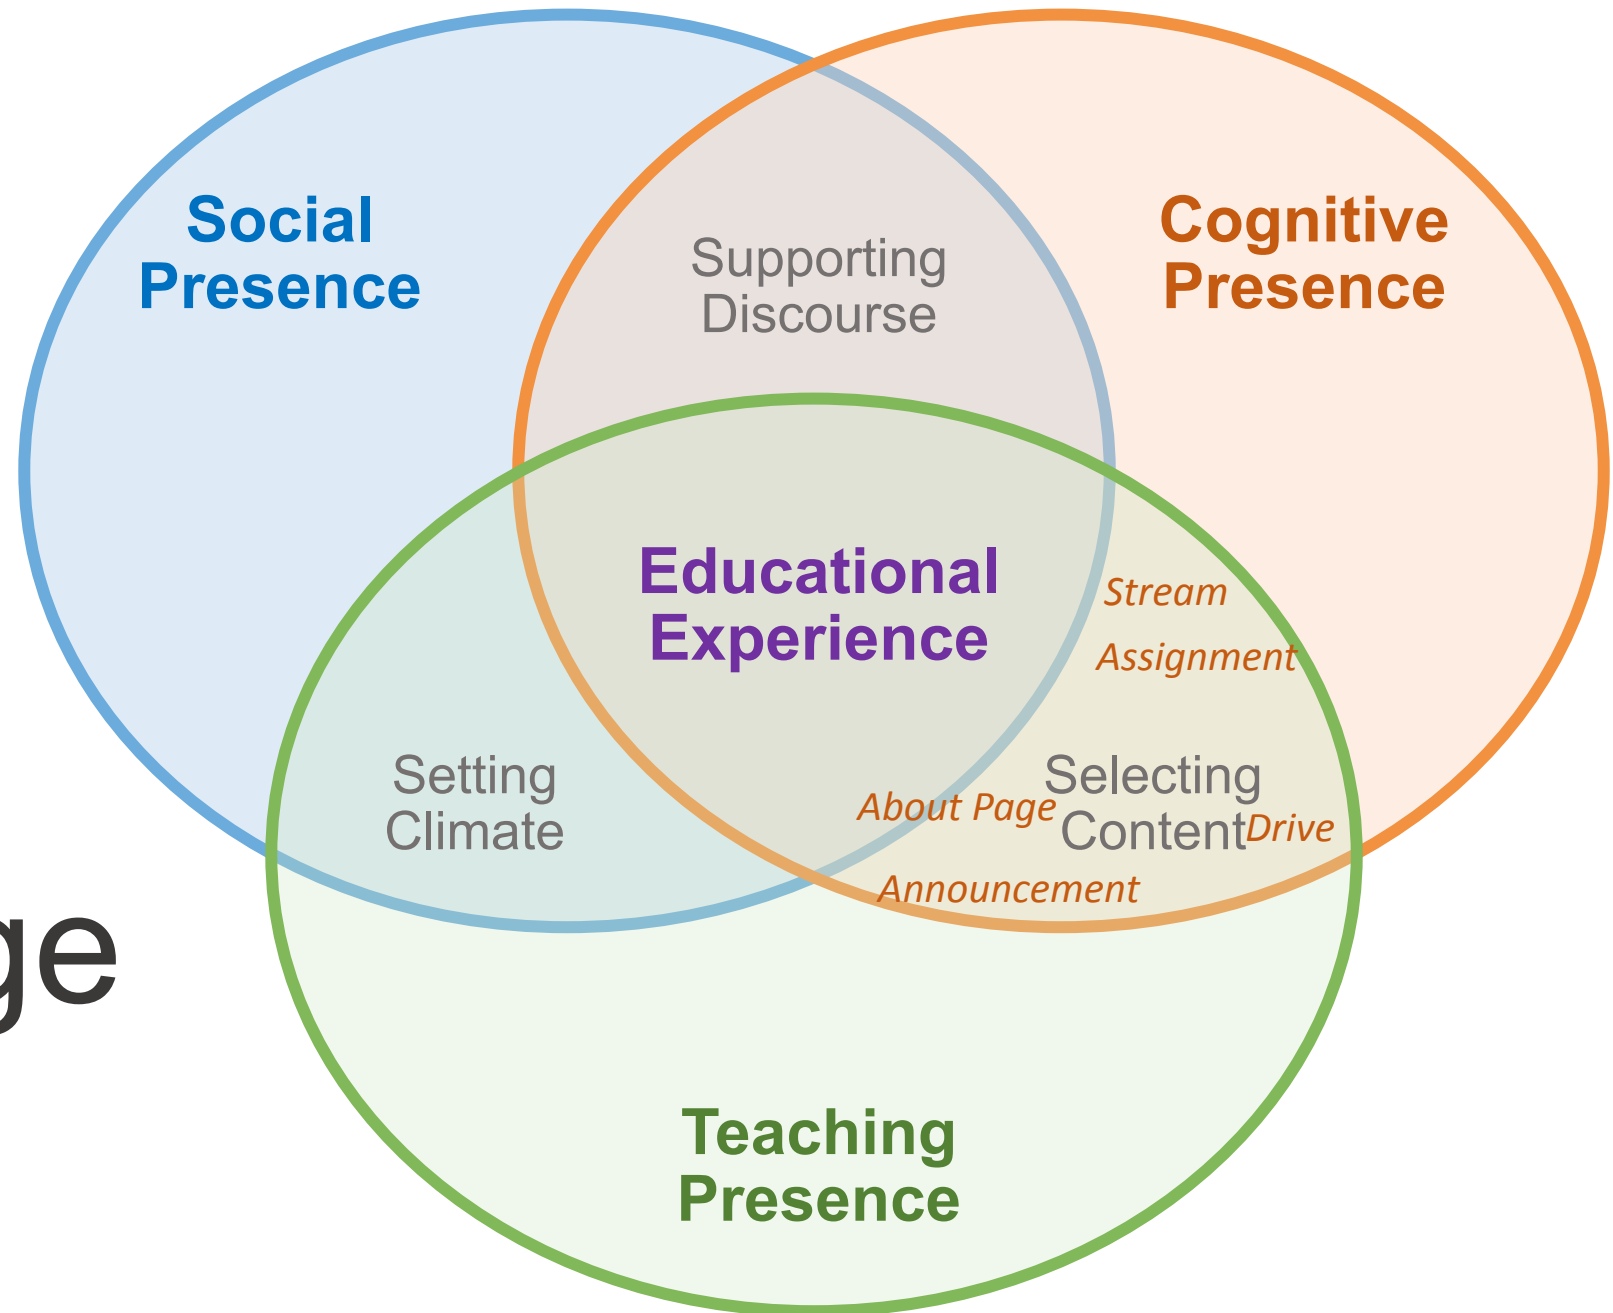 Social
Presence
Cognitive
Presence
Supporting
Discourse
Educational
Experience
Stream
Assignment
Setting
Climate
Selecting
Content
About Page
Drive
Announcement
ge
Teaching
Presence